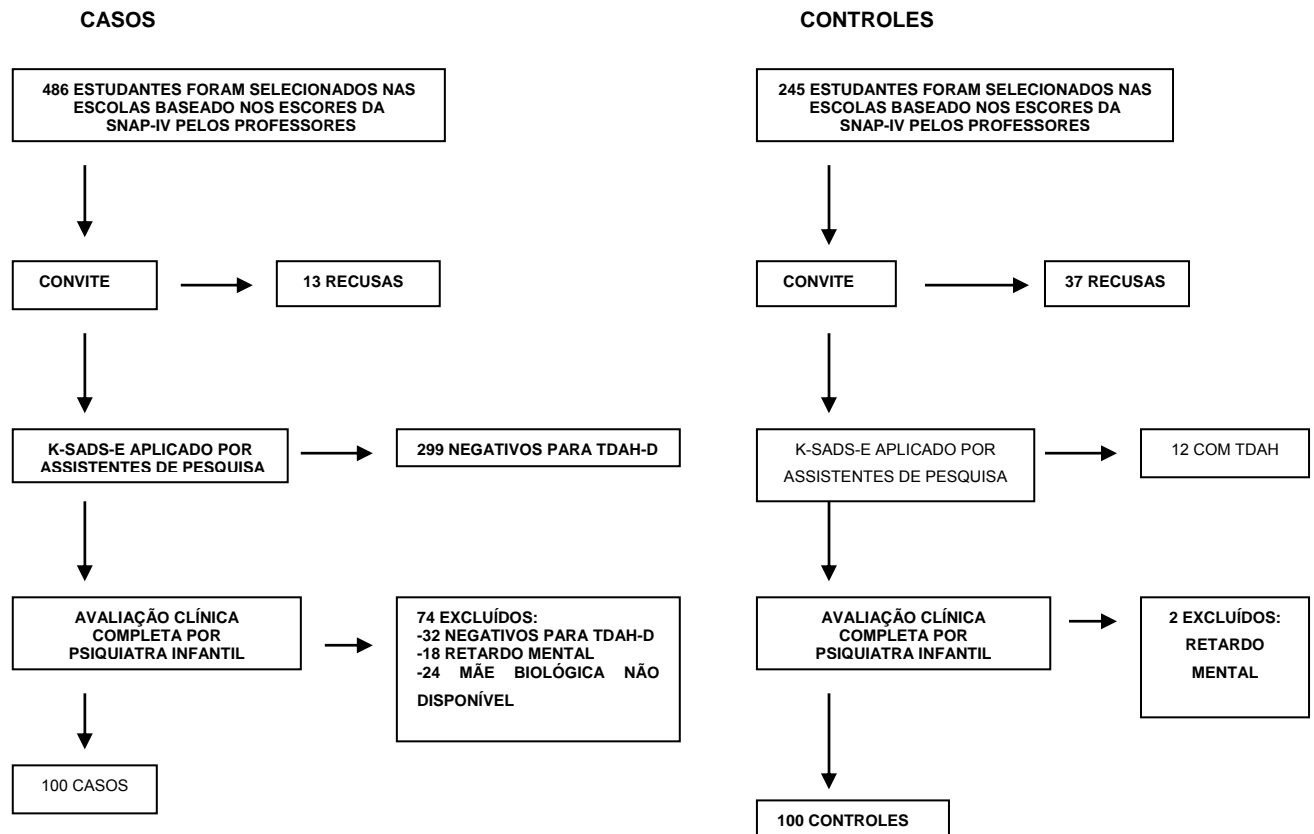 CASOS
486 ESTUDANTES FORAM SELECIONADOS NAS
ESCOLAS BASEADO NOS ESCORES DA
SNAP-IV PELOS PROFESSORES
CONVITE
13 RECUSAS
K-SADS-E APLICADO POR
ASSISTENTES DE PESQUISA
299 NEGATIVOS PARA TDAH-D
AVALIAÇÃO CLÍNICA
COMPLETA POR
PSIQUIATRA INFANTIL
74 EXCLUÍDOS:
-32 NEGATIVOS PARA TDAH-D
-18 RETARDO MENTAL
-24 MÃE BIOLÓGICA NÃO
DISPONÍVEL
100 CASOS
CONTROLES
245 ESTUDANTES FORAM SELECIONADOS NAS
ESCOLAS BASEADO NOS ESCORES DA
SNAP-IV PELOS PROFESSORES
CONVITE
37 RECUSAS
K-SADS-E APLICADO POR
ASSISTENTES DE PESQUISA
12 COM TDAH
AVALIAÇÃO CLÍNICA
COMPLETA POR
PSIQUIATRA INFANTIL
2 EXCLUÍDOS:
RETARDO
MENTAL
100 CONTROLES